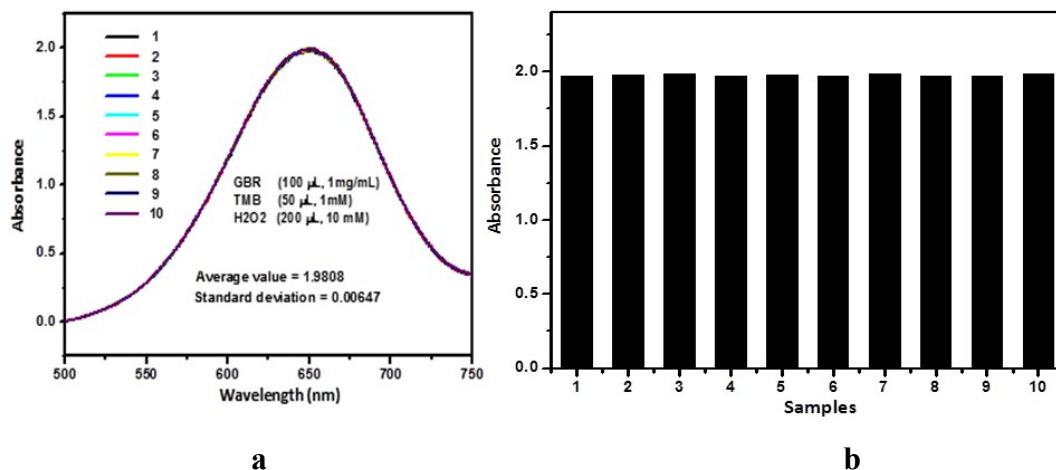 Absorbance
2.0
1.5
1.0
0.5
0.0
1
2
3
4
5
6
7
8
9
10
GBR (100 μL, 1mg/mL)
TMB (50 μL, 1mM)
H2O2 (200 μL, 10 mM)
Average value = 1.9808
Standard deviation = 0.00647
500 550 600 650 700 750
Wavelength (nm)
a
Absorbance
2.0
1.5
1.0
0.5
0.0
1 2 3 4 5 6 7 8 9 10
Samples
b